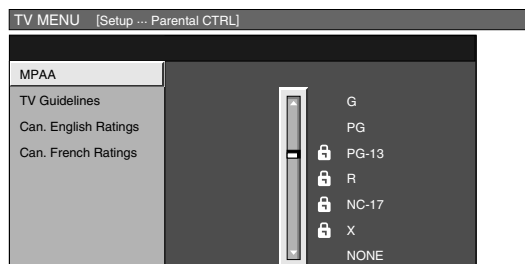 TV MENU [Setup ··· Parental CTRL]
MPAA
TV Guidelines
Can. English Ratings
Can. French Ratings
G
PG
PG-13
R
NC-17
X
NONE